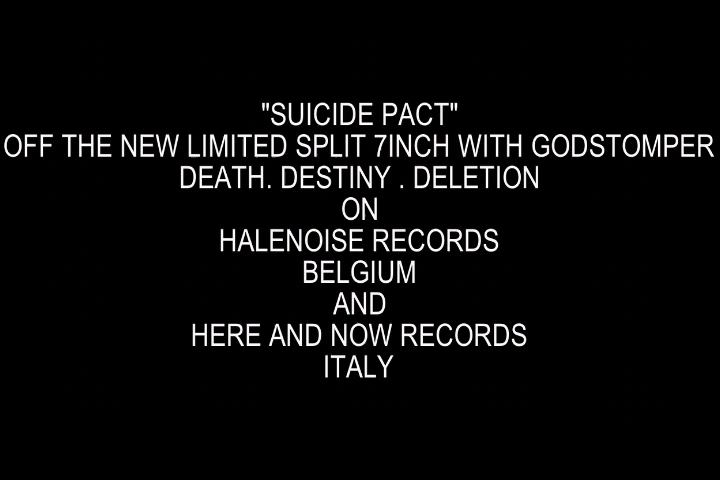 "SUICIDE PACT"
OFF THE NEW LIMITED SPLIT 7INCH WITH GODSTOMPER
DEATH. DESTINY . DELETION
ON
HALENOISE RECORDS
BELGIUM
AND
HERE AND NOW RECORDS
ITALY